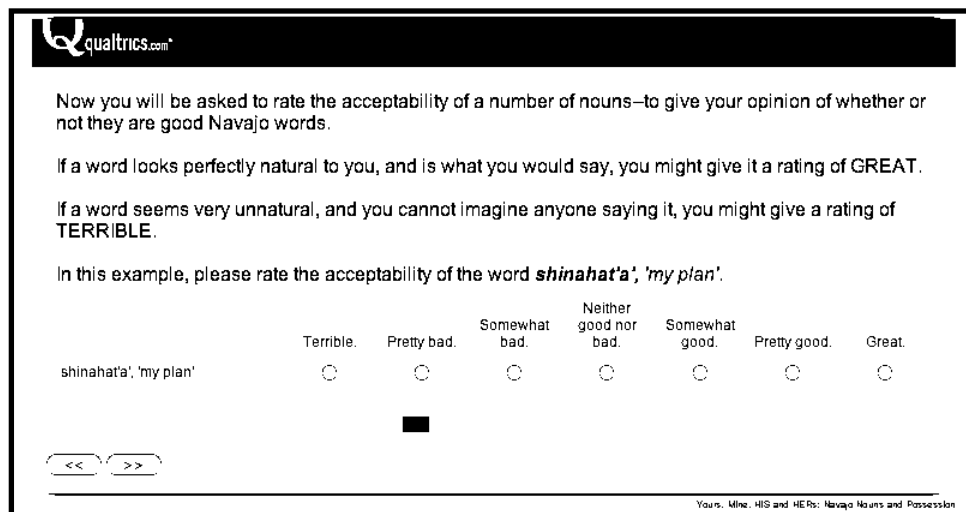 qualtrics.com
Now you will be asked to rate the acceptability of a number of nouns–to give your opinion of whether or
not they are good Navajo words.
If a word looks perfectly natural to you, and is what you would say, you might give it a rating of GREAT.
If a word seems very unnatural, and you cannot imagine anyone saying it, you might give a rating of
TERRIBLE.
In this example, please rate the acceptability of the word shinahat'a', 'my plan'.
Terrible. Pretty bad. Somewhat bad. Neither good nor bad. Somewhat good. Pretty good. Great.
shinahat'a', 'my plan'
<< >>
Yours, Mine, HIS and HERs: Navajo Nouns and Possession